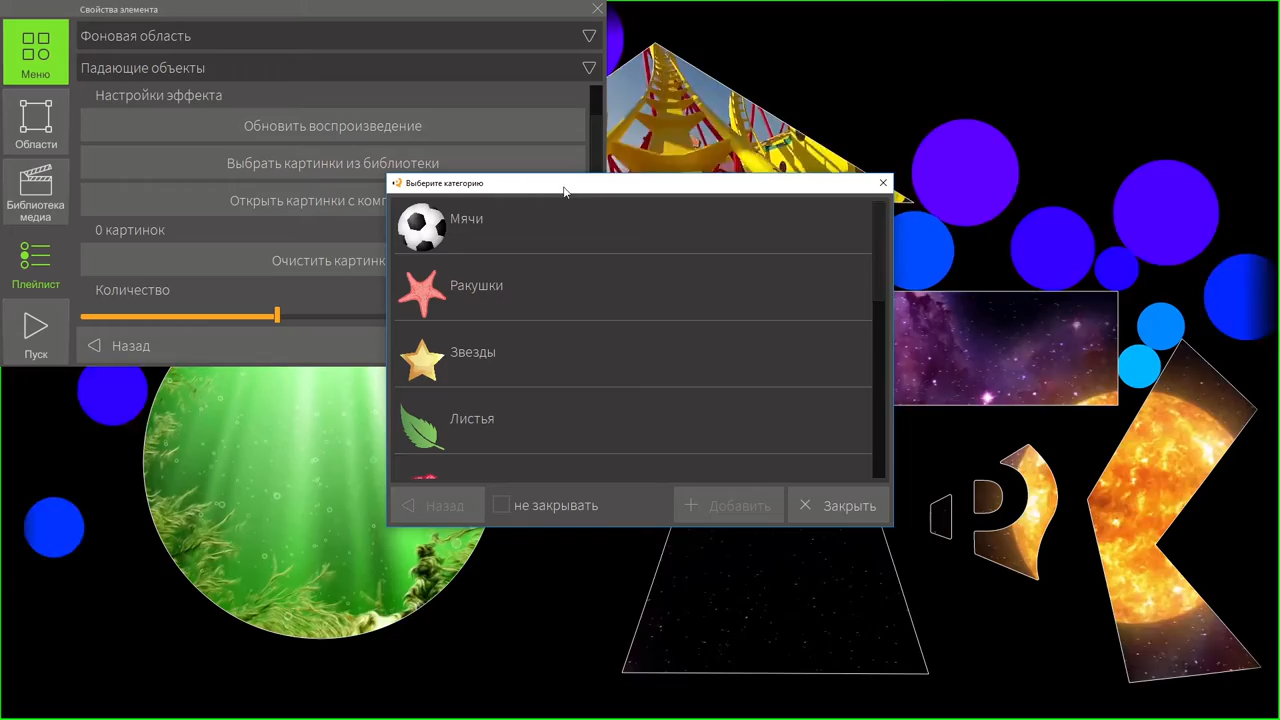 Свойства элемента
Фоновая область
Падающие объекты
Меню
Области
Библиотека
медиа
Плейлист
Пуск
Настройки эффекта
Обновить воспроизведение
Выбрать картинки из библиотеки
Открыть картинки с комп
0 картинок
Очистить картинк
Количество
Назад
Выберите категорию
Мячи
Ракушки
Звезды
Листья
Назад
не закрывать
Добавить
Закрыть